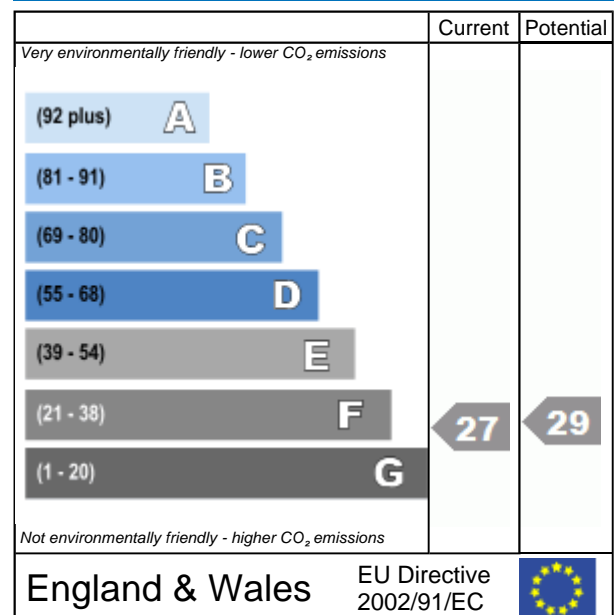 Current Potential
Very environmentally friendly - lower CO₂ emissions
(92 plus) A
(81 - 91) B
(69 - 80) C
(55 - 68) D
(39 - 54) E
(21 - 38) F 27 29
(1 - 20) G
Not environmentally friendly - higher CO₂ emissions
England & Wales EU Directive
2002/91/EC